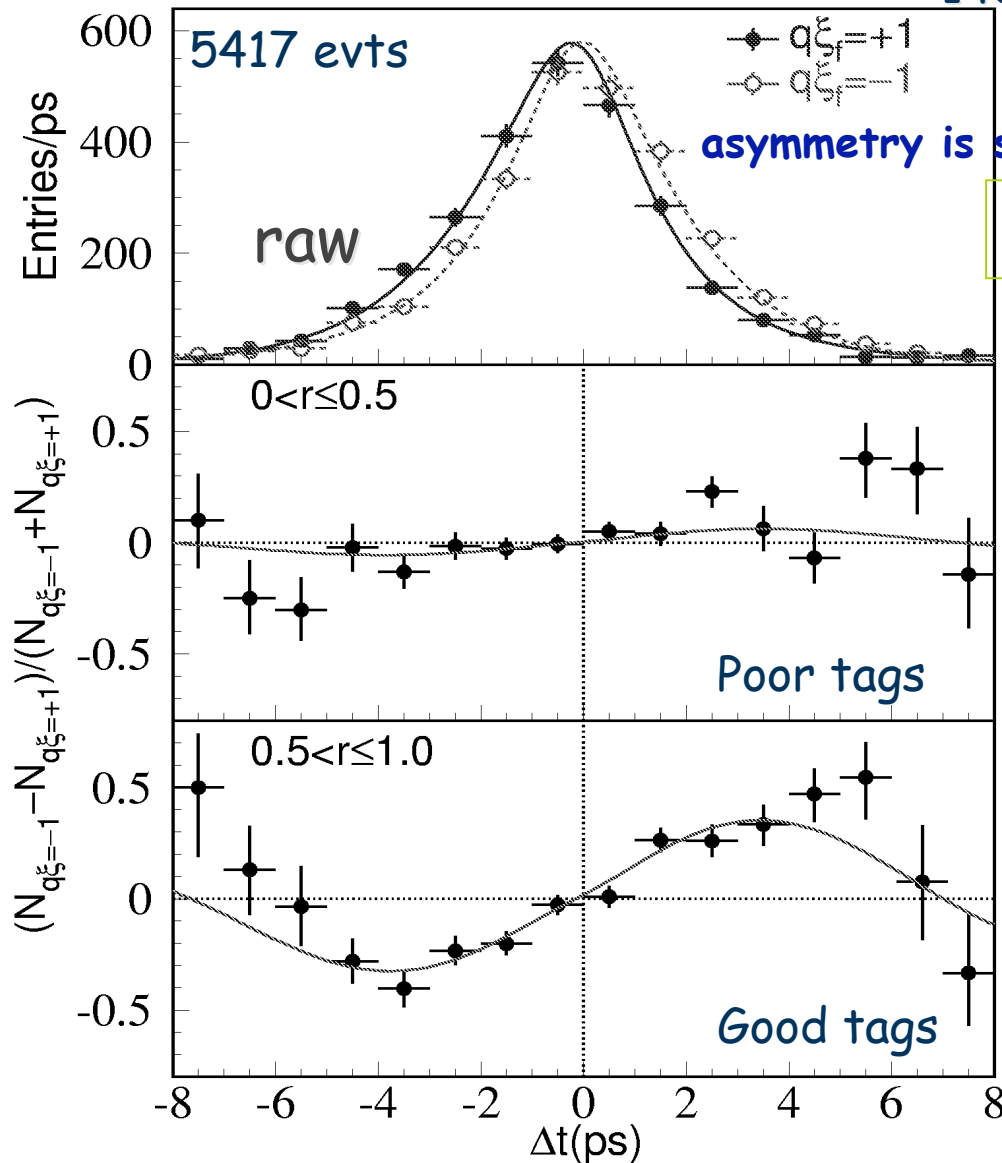 5417 evts
qξf=+1
qξf=−1
asymmetry is
raw
Entries/ps
600
400
200
0
0<r≤0.5
0.5
0
-0.5
Poor tags
(Nqξ=−1−Nqξ=+1)/(Nqξ=−1+Nqξ=+1)
0.5<r≤1.0
0.5
0
-0.5
Good tags
-8 -6 -4 -2 0 2 4 6 8
Δt(ps)